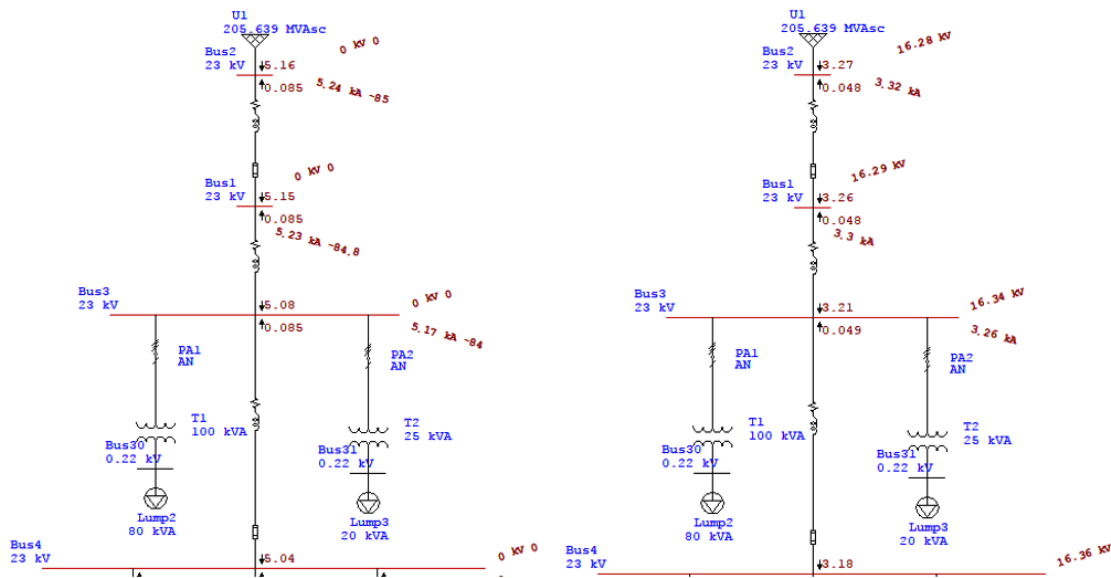 U1
205.639 MVAsc
0 kV 0
Bus2
23 kV
5.16
0.085
5.24 kA -85
0 kV 0
Bus1
23 kV
5.15
0.085
5.23 kA -84.8
Bus3
23 kV
5.08
0.085
0 kV 0
5.17 kA -84
PA1
AN
PA2
AN
T1
100 kVA
T2
25 kVA
Bus30
0.22 kV
Bus31
0.22 kV
Lump2
80 kVA
Lump3
20 kVA
Bus4
23 kV
5.04
0 kV 0
U1
205.639 MVAsc
16.28 kV
Bus2
23 kV
3.27
0.048
3.32 kA
16.29 kV
Bus1
23 kV
3.26
0.048
3.3 kA
Bus3
23 kV
3.21
0.049
16.34 kV
3.26 kA
PA1
AN
PA2
AN
T1
100 kVA
T2
25 kVA
Bus30
0.22 kV
Bus31
0.22 kV
Lump2
80 kVA
Lump3
20 kVA
Bus4
23 kV
3.18
16.36 kV